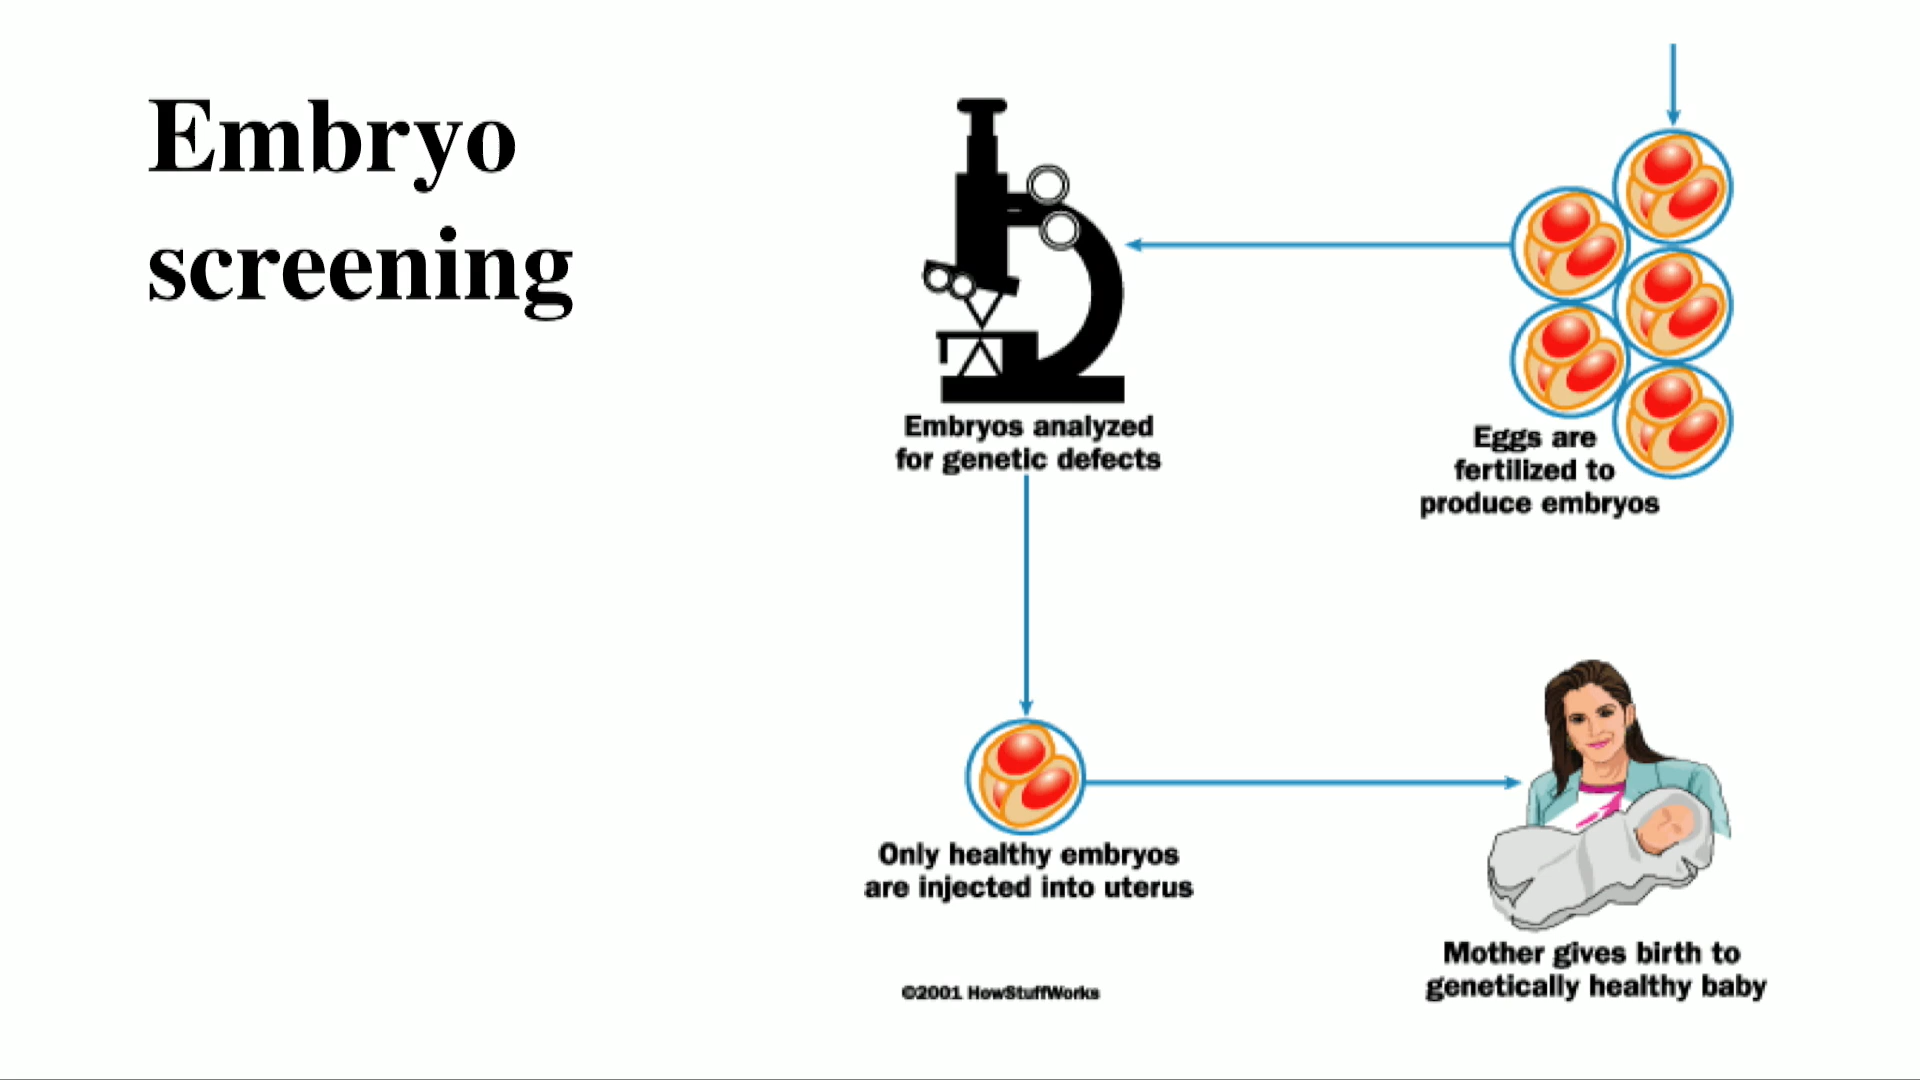 Embryo
screening
Embryos analyzed
for genetic defects
Eggs are
fertilized to
produce embryos
Only healthy embryos
are injected into uterus
Mother gives birth to
genetically healthy baby
©2001 HowStuffWorks